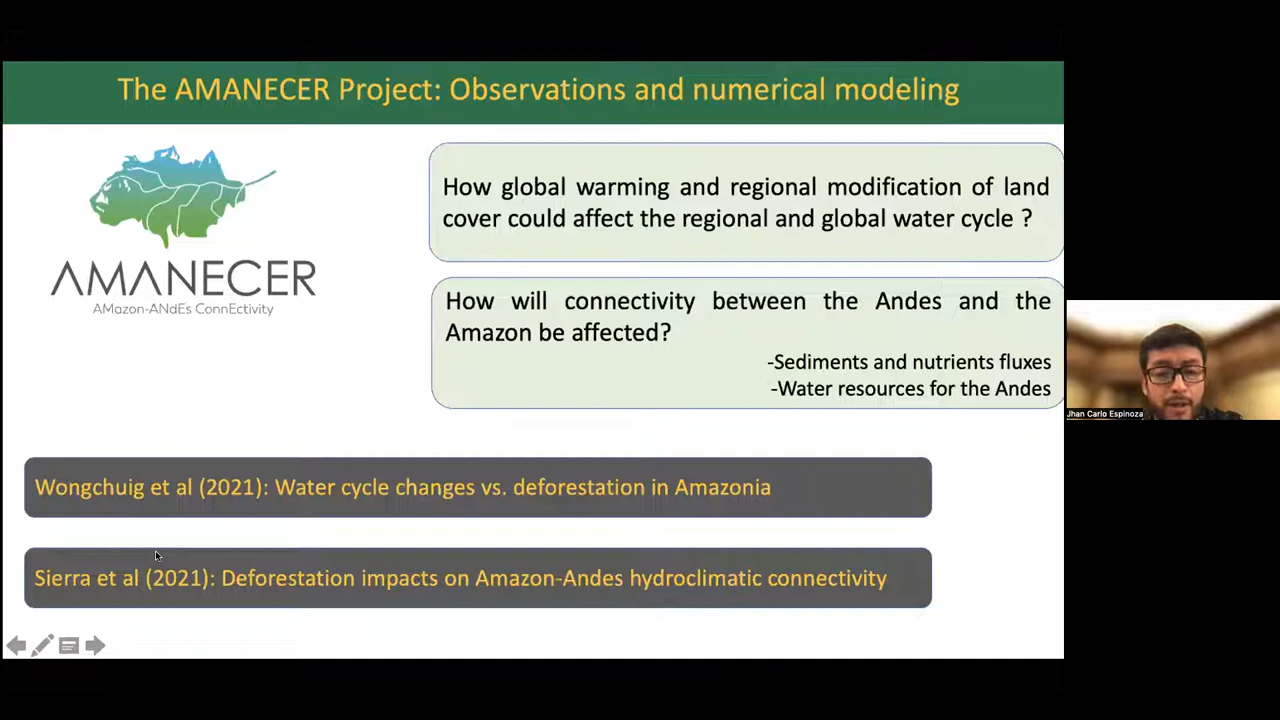 The AMANECER Project: Observations and numerical modeling
AMANECER
AMazon-ANdEs ConnEctivity
How global warming and regional modification of land
cover could affect the regional and global water cycle ?
How will connectivity between the Andes and the
Amazon be affected?
-Sediments and nutrients fluxes
-Water resources for the Andes
Jhan Carlo Espinoza
Wongchuig et al (2021): Water cycle changes vs. deforestation in Amazonia
Sierra et al (2021): Deforestation impacts on Amazon-Andes hydroclimatic connectivity